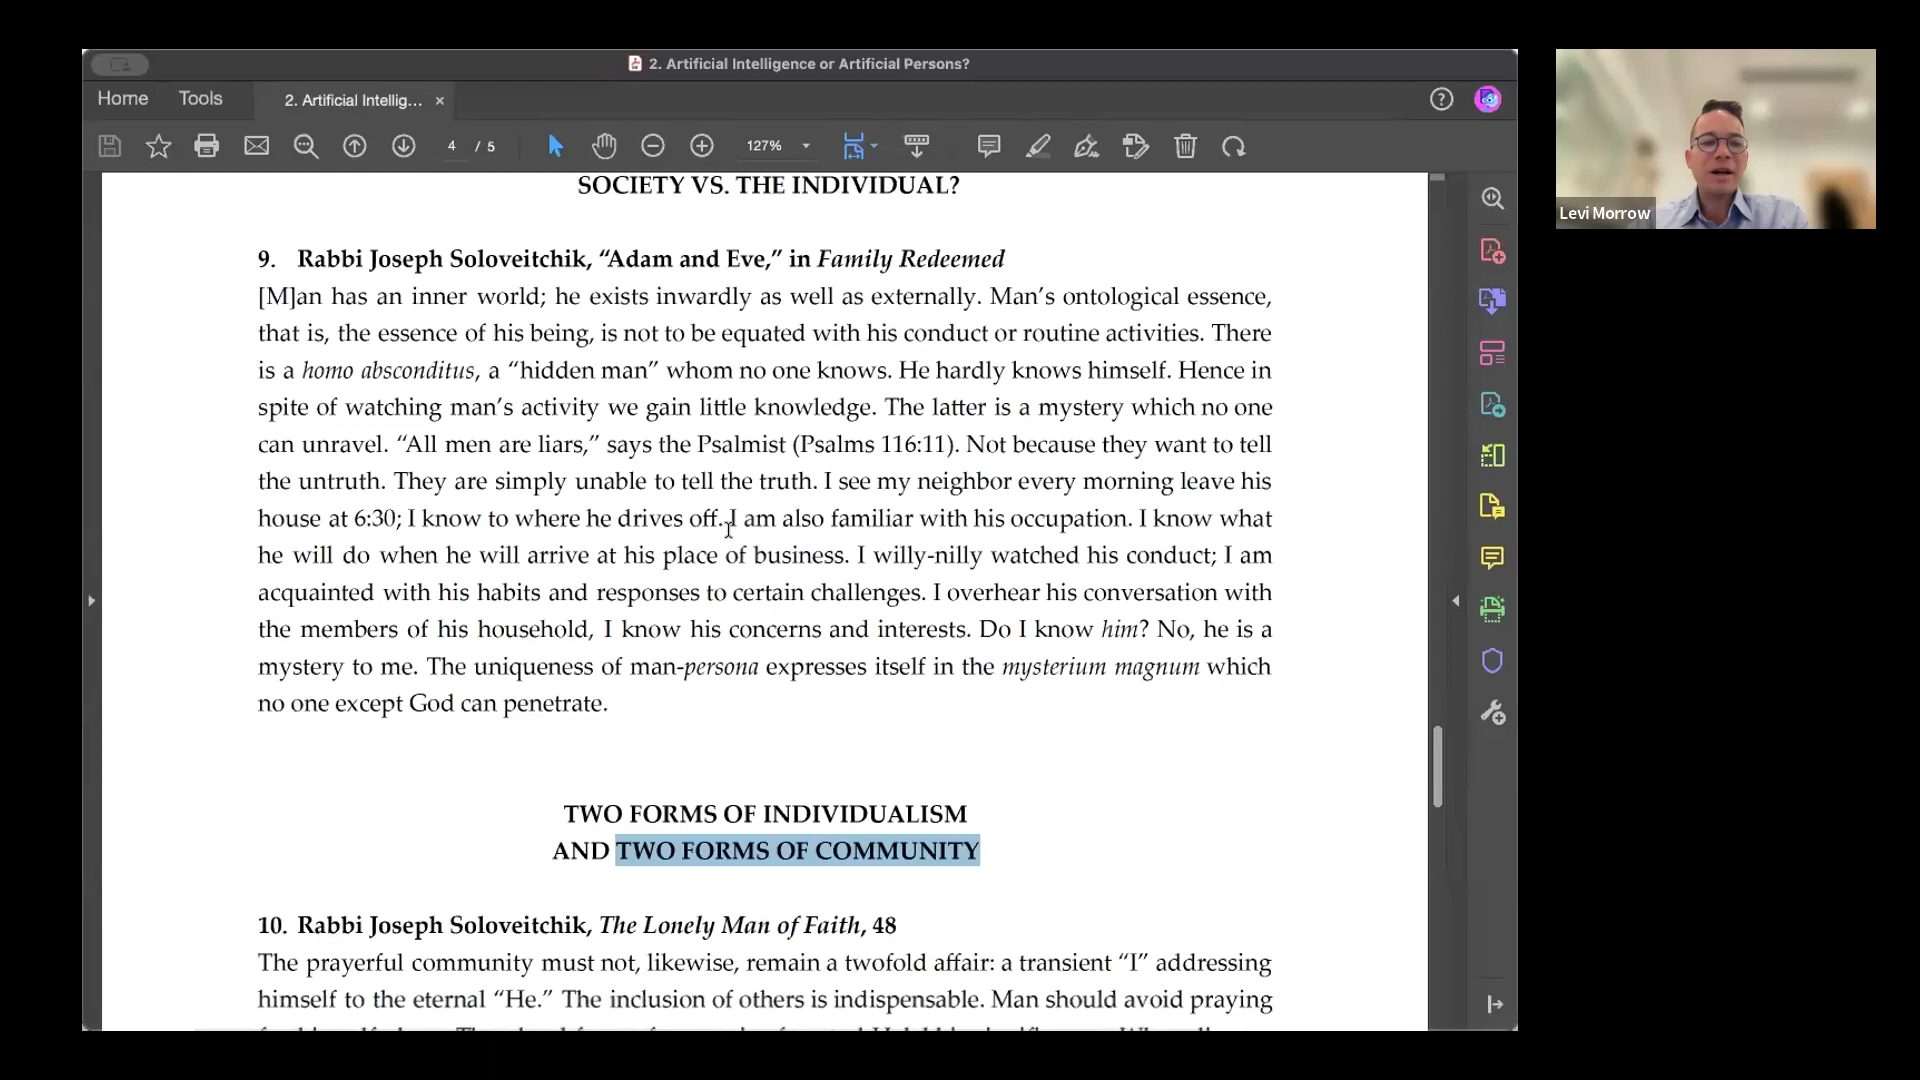 2. Artificial Intelligence or Artificial Persons?
Home
Tools
2. Artificial Intellig...
4 / 5
127%
Levi Morrow
SOCIETY VS. THE INDIVIDUAL?
9. Rabbi Joseph Soloveitchik, “Adam and Eve,” in Family Redeemed
[M]an has an inner world; he exists inwardly as well as externally. Man’s ontological essence,
that is, the essence of his being, is not to be equated with his conduct or routine activities. There
is a homo absconditus, a “hidden man” whom no one knows. He hardly knows himself. Hence in
spite of watching man’s activity we gain little knowledge. The latter is a mystery which no one
can unravel. “All men are liars,” says the Psalmist (Psalms 116:11). Not because they want to tell
the untruth. They are simply unable to tell the truth. I see my neighbor every morning leave his
house at 6:30; I know to where he drives off. I am also familiar with his occupation. I know what
he will do when he will arrive at his place of business. I willy-nilly watched his conduct; I am
acquainted with his habits and responses to certain challenges. I overhear his conversation with
the members of his household, I know his concerns and interests. Do I know him? No, he is a
mystery to me. The uniqueness of man-persona expresses itself in the mysterium magnum which
no one except God can penetrate.
TWO FORMS OF INDIVIDUALISM
AND TWO FORMS OF COMMUNITY
10. Rabbi Joseph Soloveitchik, The Lonely Man of Faith, 48
The prayerful community must not, likewise, remain a twofold affair: a transient “I” addressing
himself to the eternal “He.” The inclusion of others is indispensable. Man should avoid praying